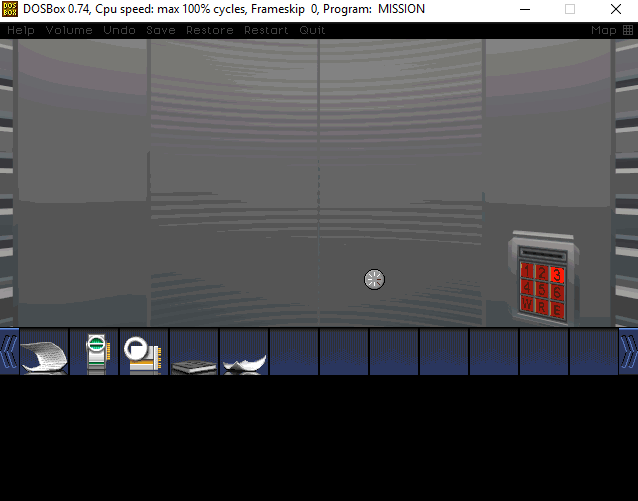 DOSBox 0.74, Cpu speed: max 100% cycles, Frameskip 0, Program: MISSION
Help Volume Undo Save Restore Restart Quit Map
1 2 3
4 5 6
W R E